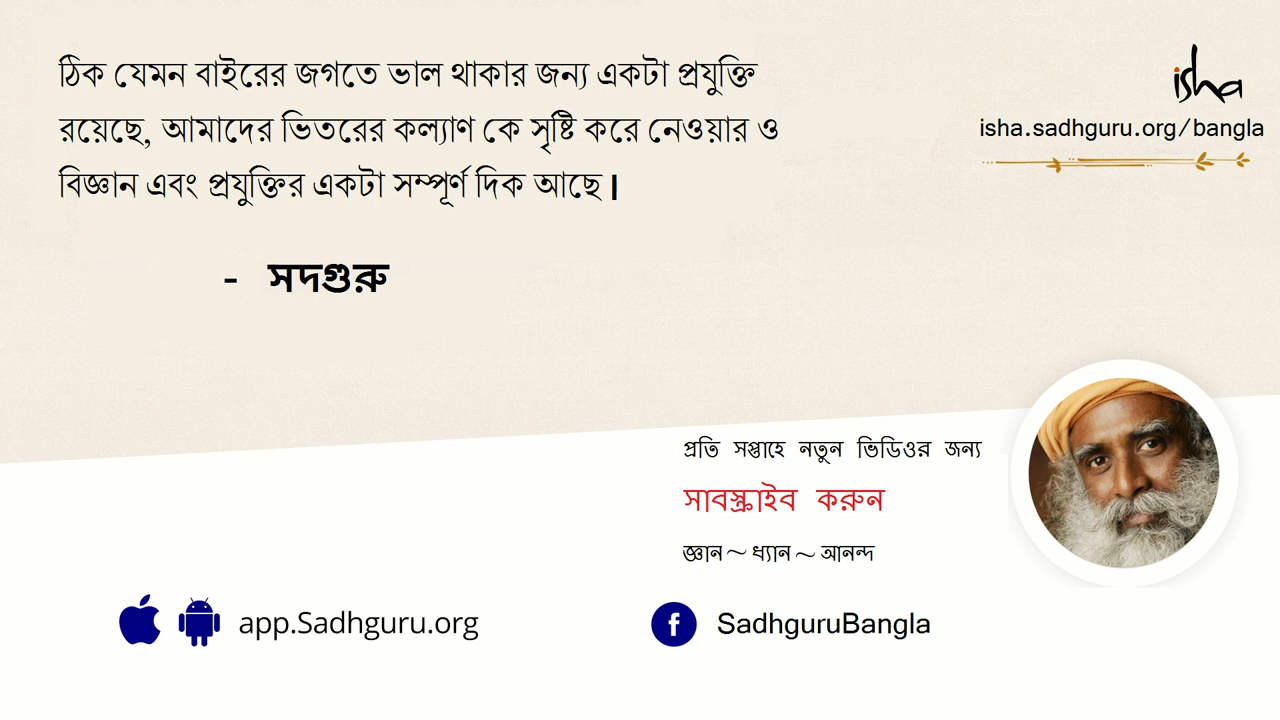 ঠিক যেমন বাইরের জগতে ভাল থাকার জন্য একটা প্রযুক্তি
রয়েছে, আমাদের ভিতরের কল্যাণ কে সৃষ্টি করে নেওয়ার ও
বিজ্ঞান এবং প্রযুক্তির একটা সম্পূর্ণ দিক আছে।
- সদগুরু
isha
isha.sadhguru.org/bangla
প্রতি সপ্তাহে নতুন ভিডিওর জন্য
সাবস্ক্রাইব করুন
জ্ঞান ~ ধ্যান ~ আনন্দ
app.Sadhguru.org
f SadhguruBangla